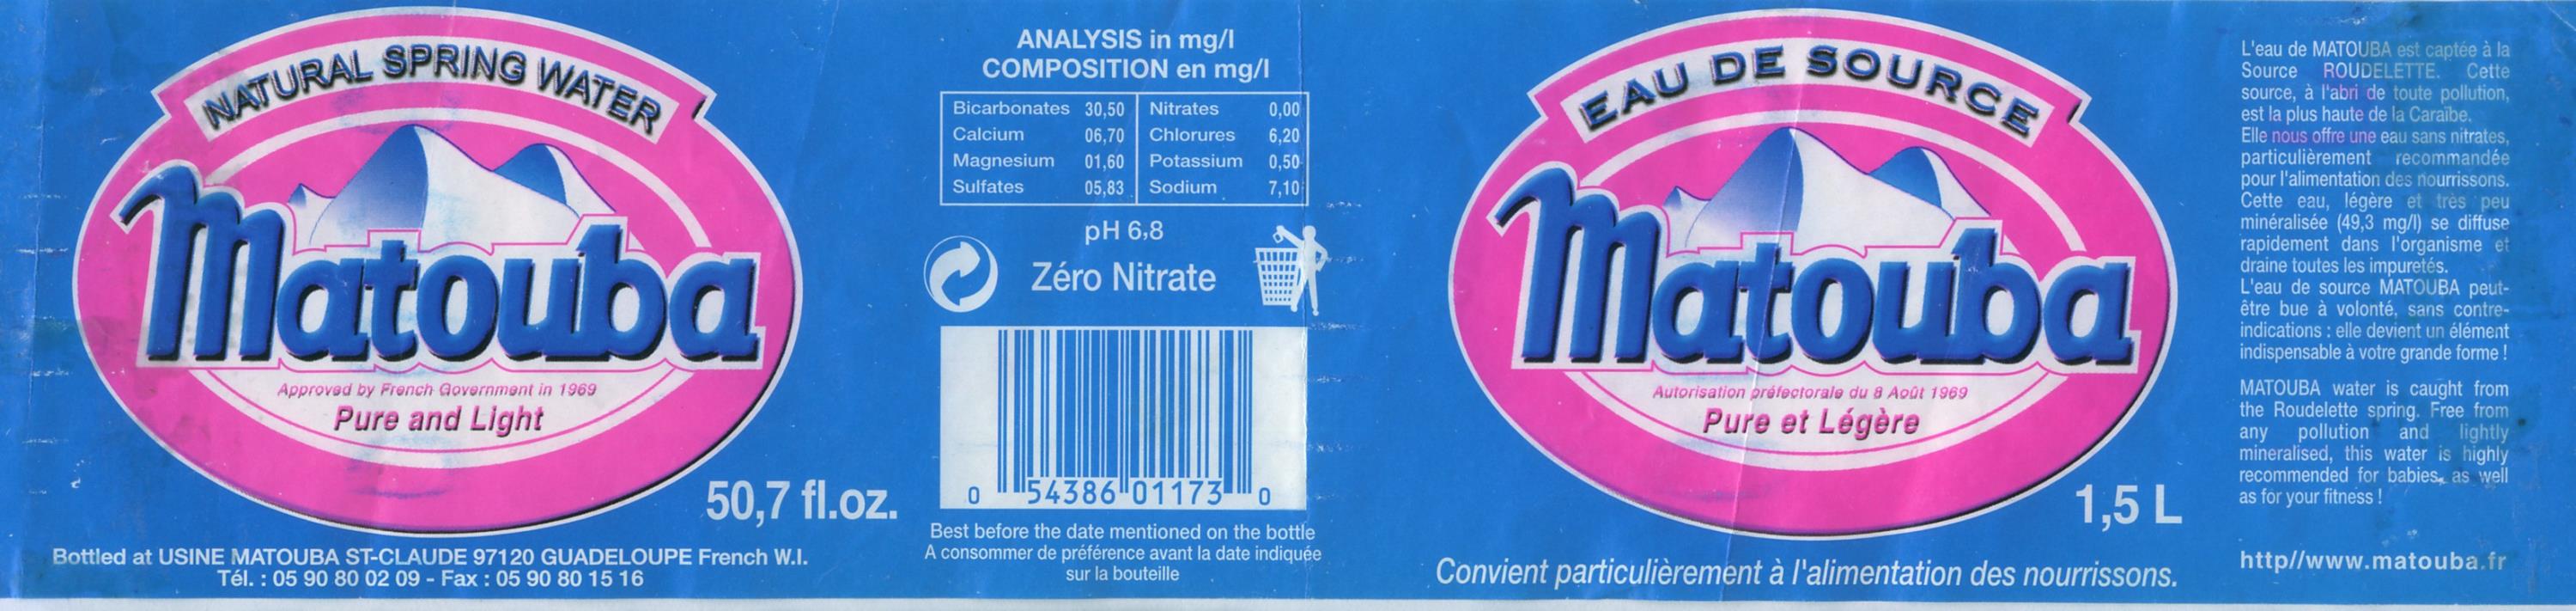 NATURAL SPRING WATER
Matouba
Approved by French Government in 1969
Pure and Light
50,7 fl.oz.
Bottled at USINE MATOUBA ST-CLAUDE 97120 GUADELOUPE French W.I.
Tél. : 05 90 80 02 09 - Fax : 05 90 80 15 16
ANALYSIS in mg/l
COMPOSITION en mg/l
Bicarbonates 30,50 Nitrates 0,00
Calcium 06,70 Chlorures 6,20
Magnesium 01,60 Potassium 0,50
Sulfates 05,83 Sodium 7,10
pH 6,8
Zéro Nitrate
0 54386 01173 0
Best before the date mentioned on the bottle
A consommer de préférence avant la date indiquée
sur la bouteille
EAU DE SOURCE
Matouba
Autorisation préfectorale du 8 Août 1969
Pure et Légère
1,5 L
Convient particulièrement à l'alimentation des nourrissons.
L'eau de MATOUBA est captée à la
Source ROUDELETTE. Cette
source, à l'abri de toute pollution,
est la plus haute de la Caraïbe.
Elle nous offre une eau sans nitrates,
particulièrement recommandée
pour l'alimentation des nourrissons.
Cette eau, légère et très peu
minéralisée (49,3 mg/l) se diffuse
rapidement dans l'organisme et
draine toutes les impuretés.
L'eau de source MATOUBA peut-
être bue à volonté, sans contre-
indications : elle devient un élément
indispensable à votre grande forme !
MATOUBA water is caught from
the Roudelette spring. Free from
any pollution and lightly
mineralised, this water is highly
recommended for babies, as well
as for your fitness !
http//www.matouba.fr